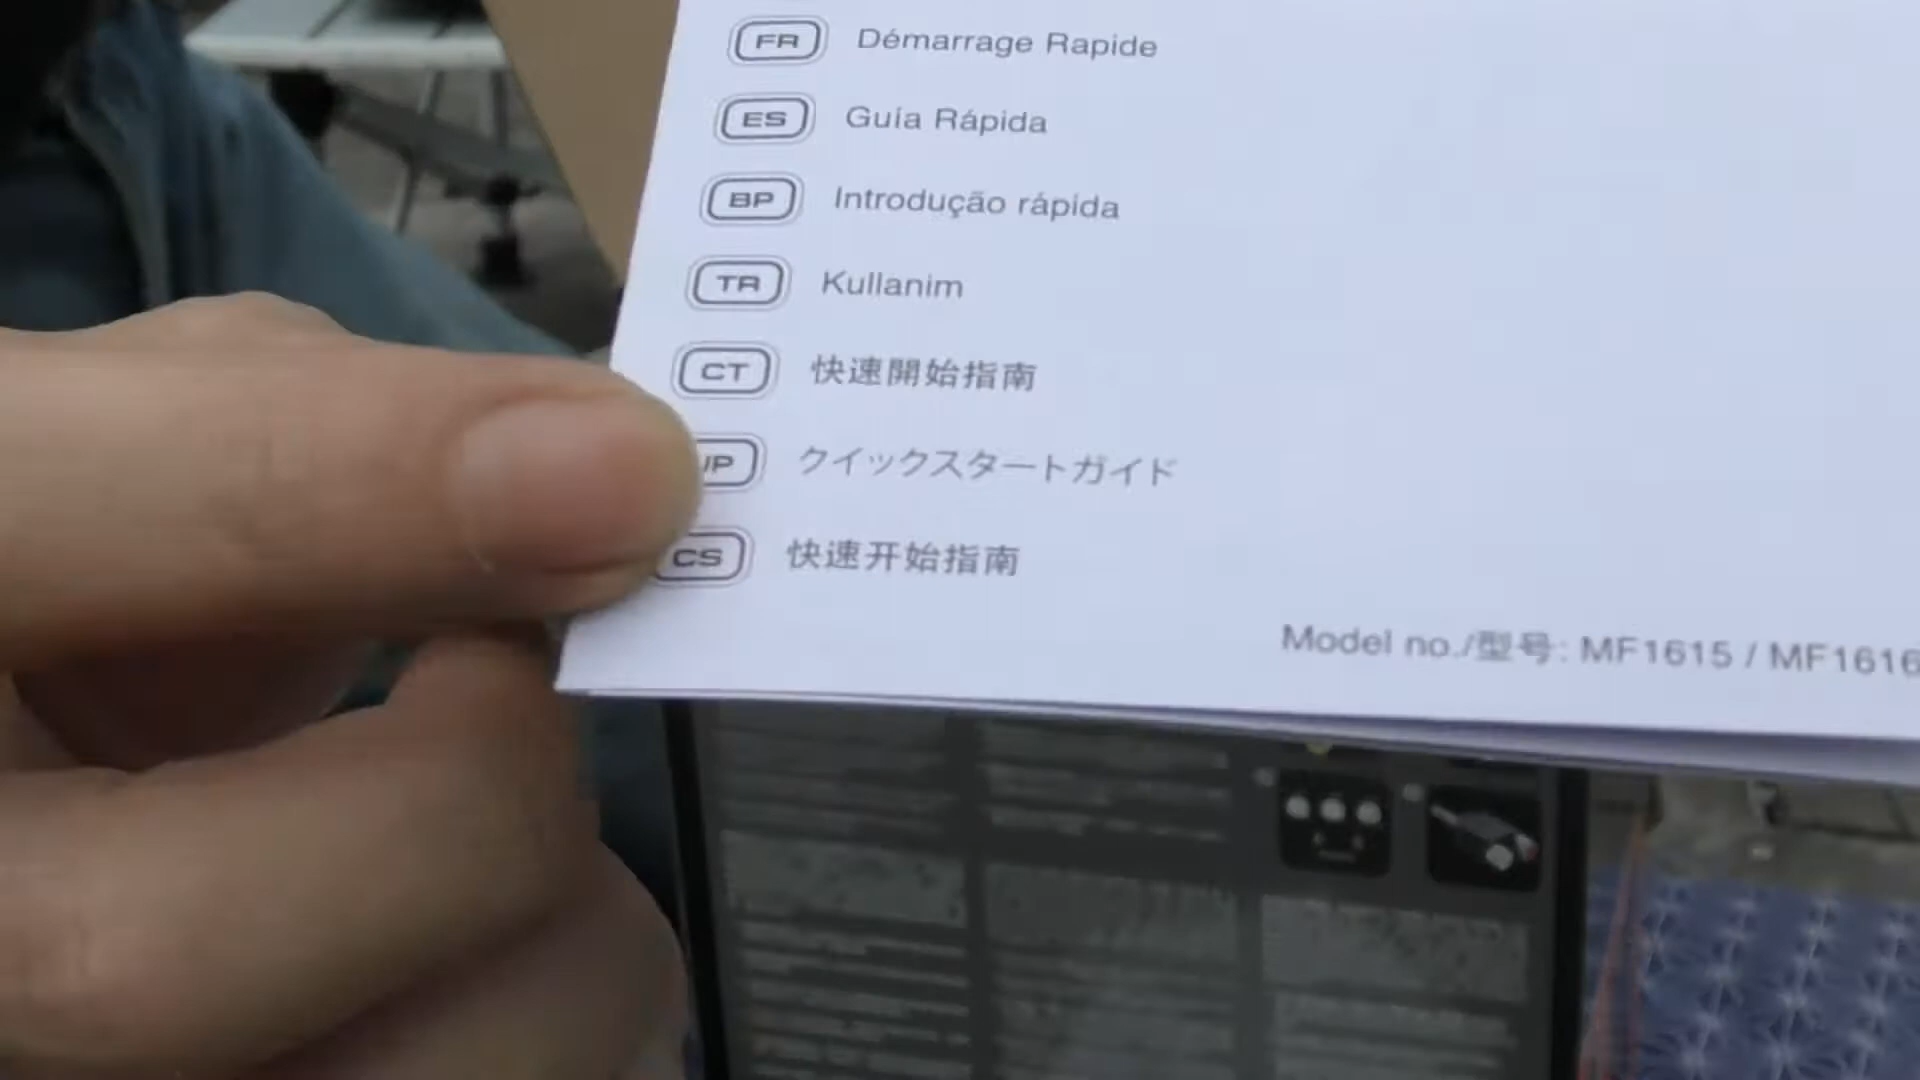 FR Démarrage Rapide
ES Guía Rápida
BP Introdução rápida
TR Kullanim
CT 快速開始指南
JP クイックスタートガイド
CS 快速开始指南
Model no./型号: MF1615 / MF1616